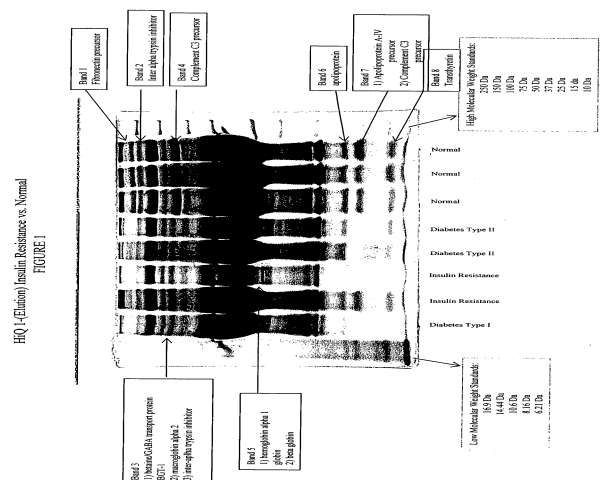 HiQ 1-(Elution) Insulin Resistance vs. Normal
FIGURE 1
Band 1
Fibronectin precursor
Band 2
Inter alpha trypsin inhibitor
Band 4
Complement C3 precursor
Band 6
apolipoprotein
Band 7
1) Apolipoprotein A-IV
precursor
2) Complement C3
precursor
Band 8
Transthyretin
High Molecular Weight Standards:
250 Da
150 Da
100 Da
75 Da
50 Da
37 Da
25 Da
15 da
10 Da
Normal
Normal
Normal
Diabetes Type II
Diabetes Type II
Insulin Resistance
Insulin Resistance
Diabetes Type I
Band 3
1) betaine/GABA transport protein
BGT-1
2) macroglobin alpha 2
3) inter-aplha trypsin inhibitor
Band 5
1) hemoglobin alpha 1
globin
2) beta globin
Low Molecular Weight Standards:
16.9 Da
14.44 Da
10.6 Da
8.16 Da
6.21 Da